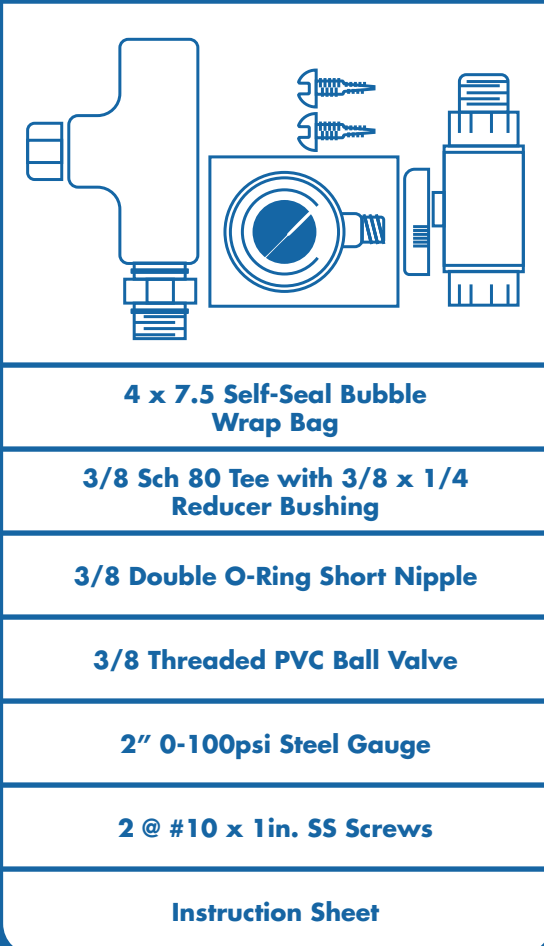 4 x 7.5 Self-Seal Bubble
Wrap Bag
3/8 Sch 80 Tee with 3/8 x 1/4
Reducer Bushing
3/8 Double O-Ring Short Nipple
3/8 Threaded PVC Ball Valve
2” 0-100psi Steel Gauge
2 @ #10 x 1in. SS Screws
Instruction Sheet